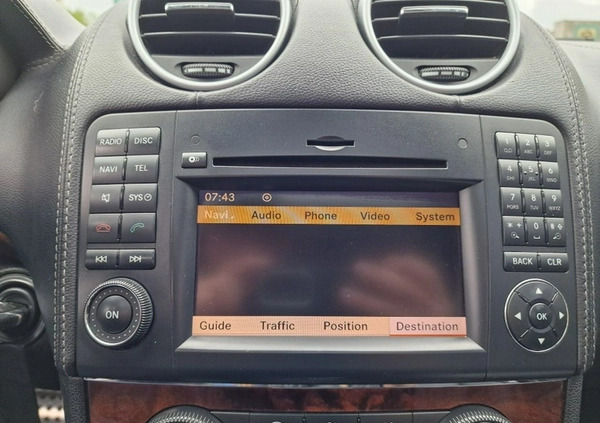 RADIO DISC
NAVI TEL
SYS
ON
07:43
Navi Audio Phone Video System
Guide Traffic Position Destination
1 2 ABC 3 DEF
4 GHI 5 JKL 6 MNO
7 PQRS 8 TUV 9 WXYZ
* 0 #
BACK CLR
OK